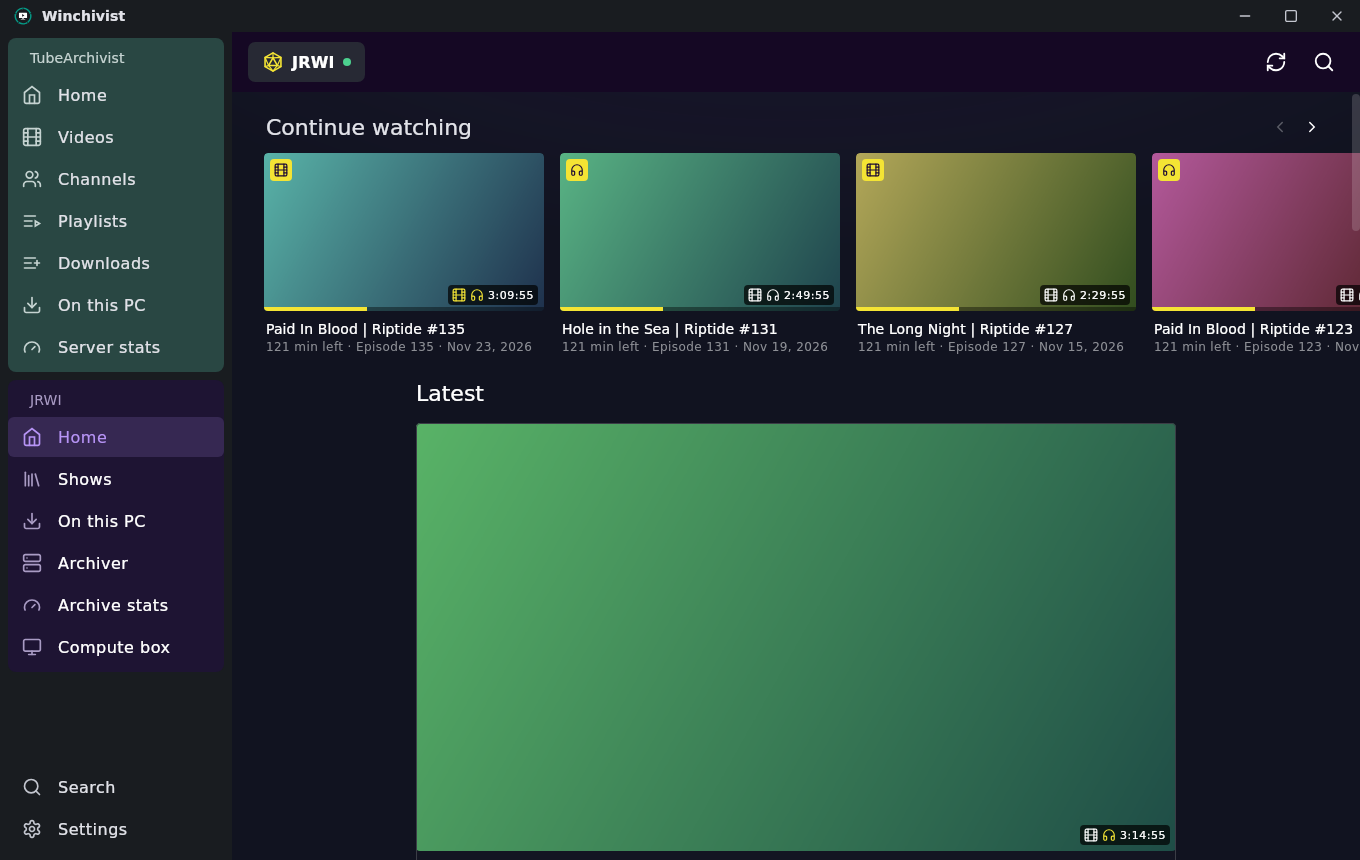 Winchivist
TubeArchivist
Home
Videos
Channels
Playlists
Downloads
On this PC
Server stats
JRWI
Home
Shows
On this PC
Archiver
Archive stats
Compute box
Search
Settings
JRWI
Continue watching
3:09:55
2:49:55
2:29:55
Paid In Blood | Riptide #135
121 min left · Episode 135 · Nov 23, 2026
Hole in the Sea | Riptide #131
121 min left · Episode 131 · Nov 19, 2026
The Long Night | Riptide #127
121 min left · Episode 127 · Nov 15, 2026
Paid In Blood | Riptide #123
121 min left · Episode 123 · Nov
Latest
3:14:55